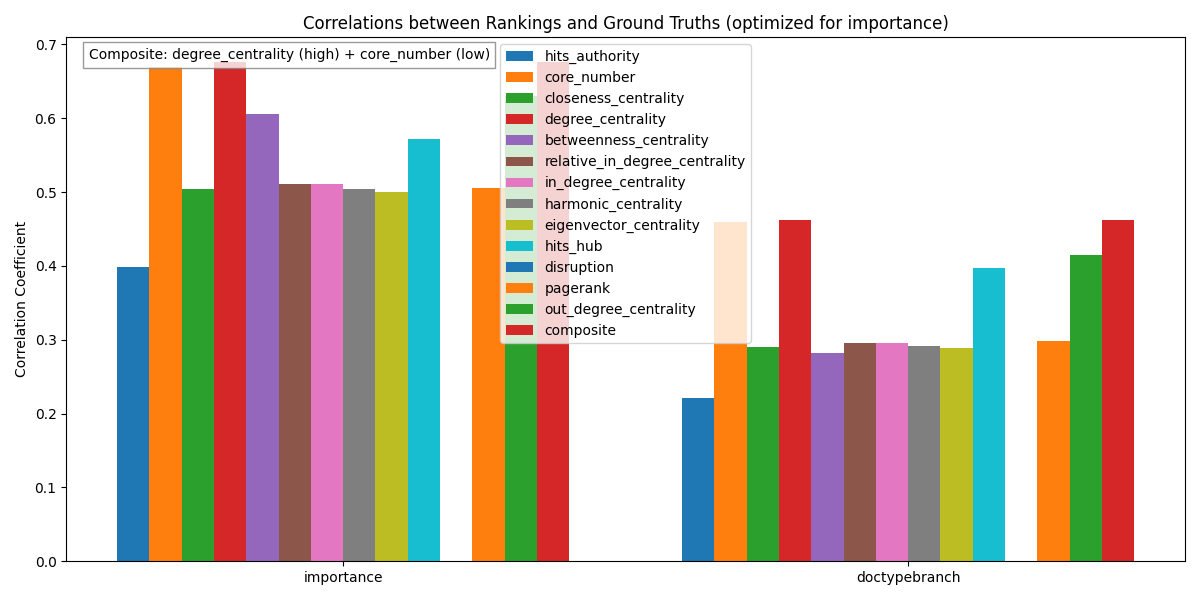 Correlations between Rankings and Ground Truths (optimized for importance)
Composite: degree_centrality (high) + core_number (low)
hits_authority
core_number
closeness_centrality
degree_centrality
betweenness_centrality
relative_in_degree_centrality
in_degree_centrality
harmonic_centrality
eigenvector_centrality
hits_hub
disruption
pagerank
out_degree_centrality
composite
Correlation Coefficient
0.7
0.6
0.5
0.4
0.3
0.2
0.1
0.0
importance
doctypebranch